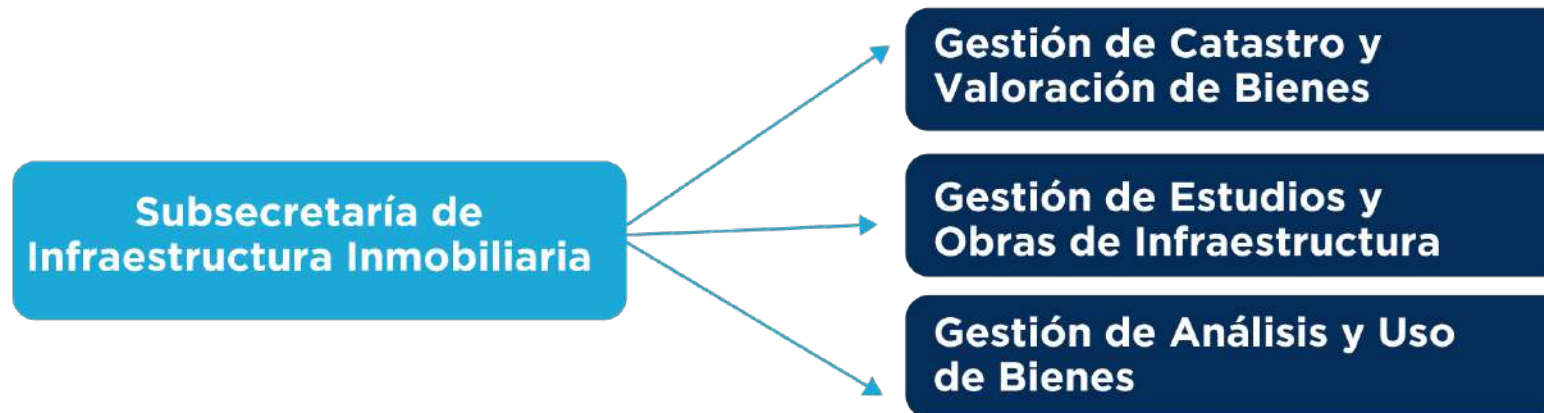 Subsecretaría de
Infraestructura Inmobiliaria
Gestión de Catastro y
Valoración de Bienes
Gestión de Estudios y
Obras de Infraestructura
Gestión de Análisis y Uso
de Bienes